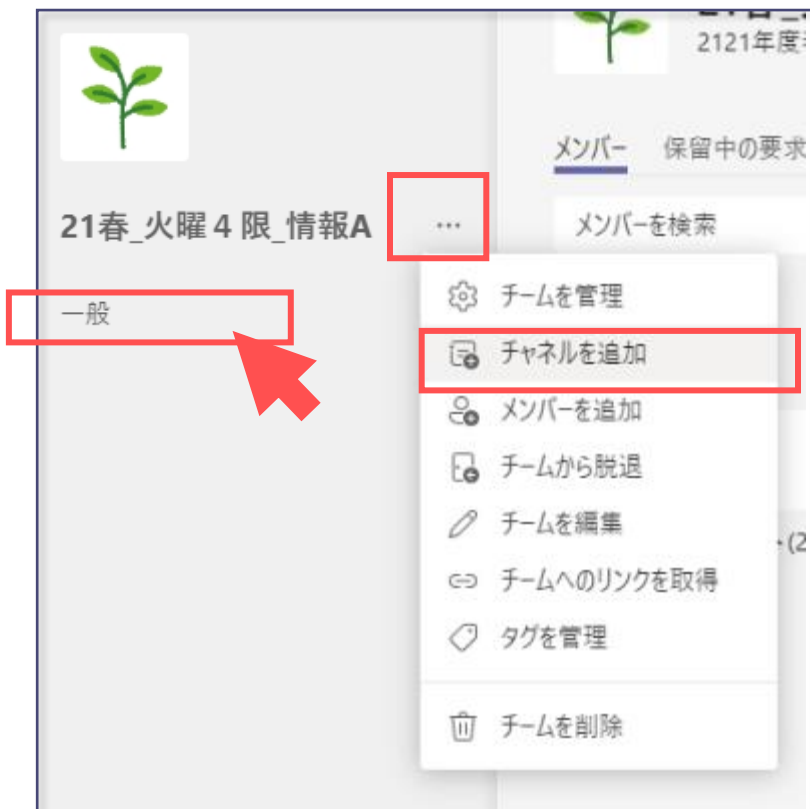 2121年度
メンバー 保留中の要求
21春_火曜４限_情報A
…
メンバーを検索
一般
チームを管理
チャネルを追加
メンバーを追加
チームから脱退
チームを編集
チームへのリンクを取得
タグを管理
チームを削除